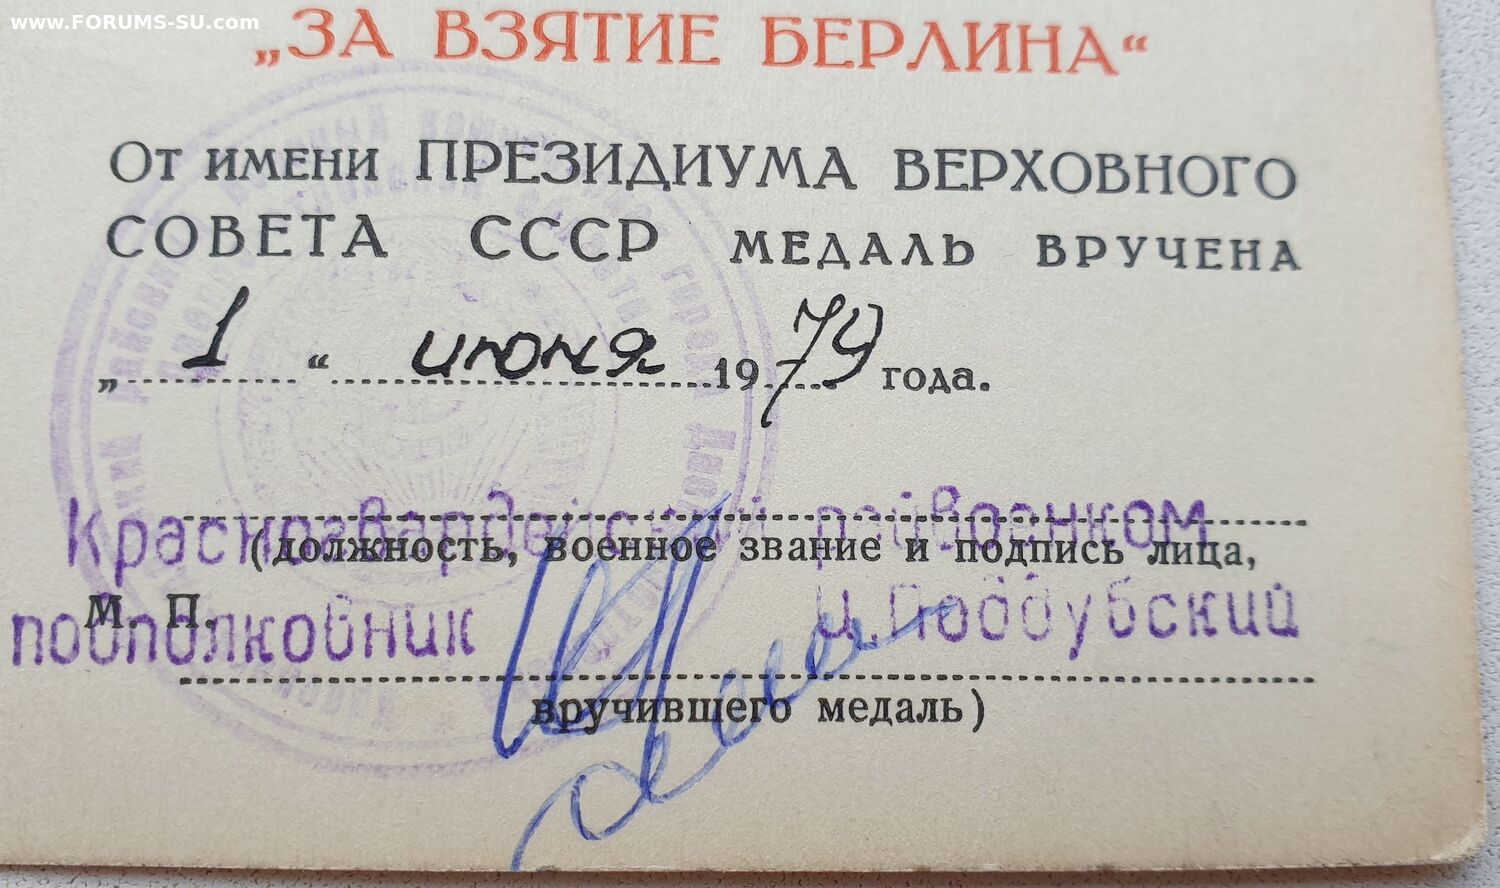 www.FORUMS-SU.com
„ЗА ВЗЯТИЕ БЕРЛИНА“
От имени ПРЕЗИДИУМА ВЕРХОВНОГО
СОВЕТА СССР МЕДАЛЬ ВРУЧЕНА
„ 1 “ июня 1979 года.
Красногвардейский райвоенком
(должность, военное звание и подпись лица,
М. П.
подполковник И.Поддубский
вручившего медаль)